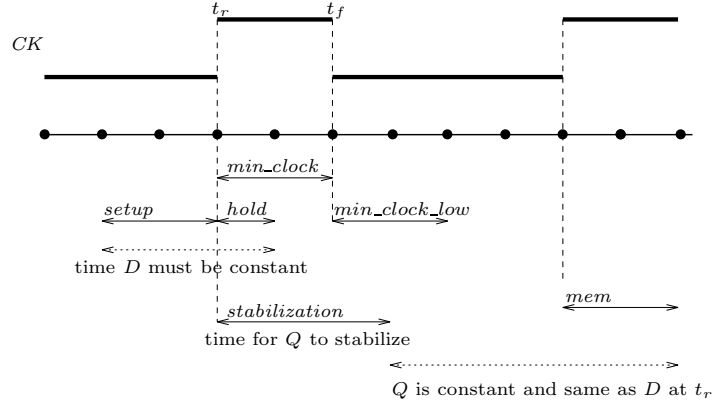 t_r t_f
CK
min_clock
setup hold min_clock_low
time D must be constant
mem
stabilization
time for Q to stabilize
Q is constant and same as D at t_r